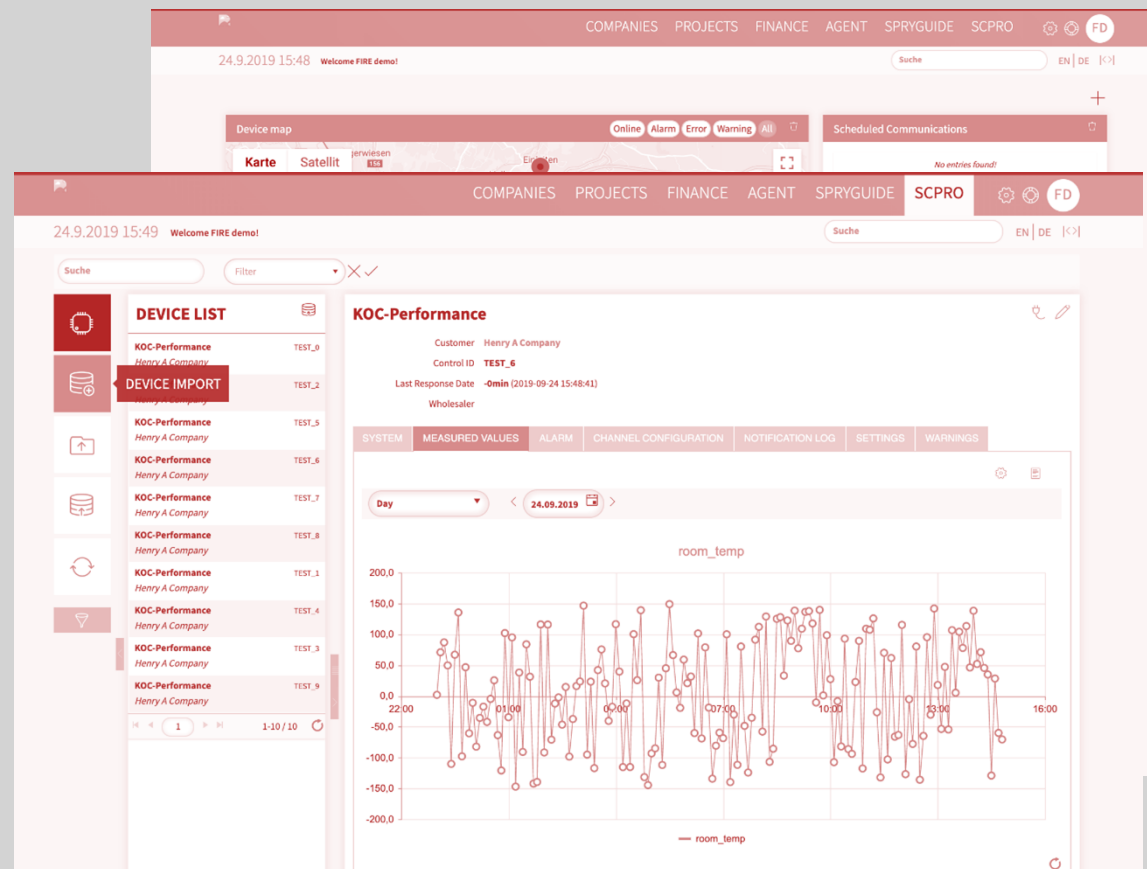 COMPANIES PROJECTS FINANCE AGENT SPRYGUIDE SCPRO FD
24.9.2019 15:48 Welcome FIRE demo! Suche EN DE
Device map Online Alarm Error Warning All Scheduled Communications
Karte Satellit
No entries found!
COMPANIES PROJECTS FINANCE AGENT SPRYGUIDE SCPRO FD
24.9.2019 15:49 Welcome FIRE demo! Suche EN DE
Suche Filter
DEVICE LIST
KOC-Performance TEST_0
Henry A Company
DEVICE IMPORT TEST_2
Henry A Company
KOC-Performance TEST_5
Henry A Company
KOC-Performance TEST_6
Henry A Company
KOC-Performance TEST_7
Henry A Company
KOC-Performance TEST_8
Henry A Company
KOC-Performance TEST_1
Henry A Company
KOC-Performance TEST_4
Henry A Company
KOC-Performance TEST_3
Henry A Company
KOC-Performance TEST_9
Henry A Company
1 1-10 / 10
KOC-Performance
Customer Henry A Company
Control ID TEST_6
Last Response Date -0min (2019-09-24 15:48:41)
Wholesaler
SYSTEM MEASURED VALUES ALARM CHANNEL CONFIGURATION NOTIFICATION LOG SETTINGS WARNINGS
Day 24.09.2019
room_temp
200,0
150,0
100,0
50,0
0,0
22:00 01:00 04:00 07:00 10:00 13:00 16:00
-50,0
-100,0
-150,0
-200,0
room_temp